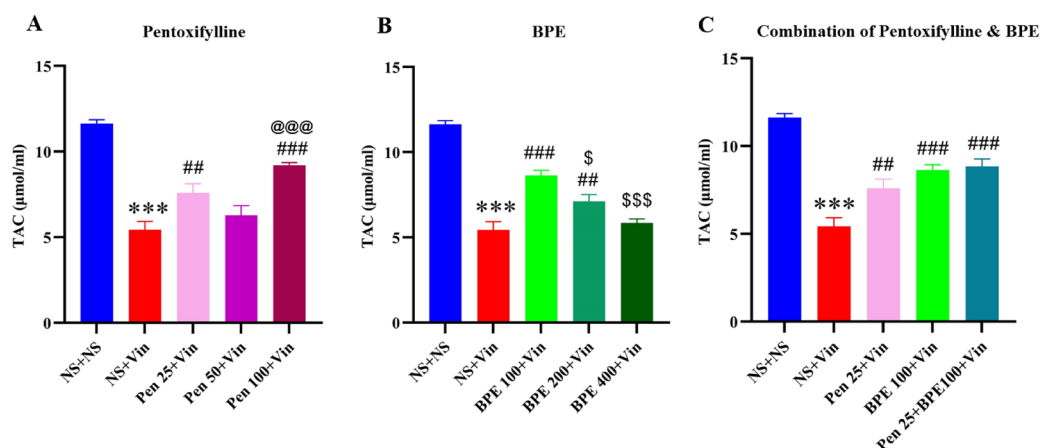 A
Pentoxifylline
TAC (μmol/ml)
15
10
5
0
***
##
@@@
###
NS+NS
NS+Vin
Pen 25+Vin
Pen 50+Vin
Pen 100+Vin
B
BPE
TAC (μmol/ml)
15
10
5
0
***
###
$
##
$$$
NS+NS
NS+Vin
BPE 100+Vin
BPE 200+Vin
BPE 400+Vin
C
Combination of Pentoxifylline & BPE
TAC (μmol/ml)
15
10
5
0
***
##
###
###
NS+NS
NS+Vin
Pen 25+Vin
BPE 100+Vin
Pen 25+BPE100+Vin